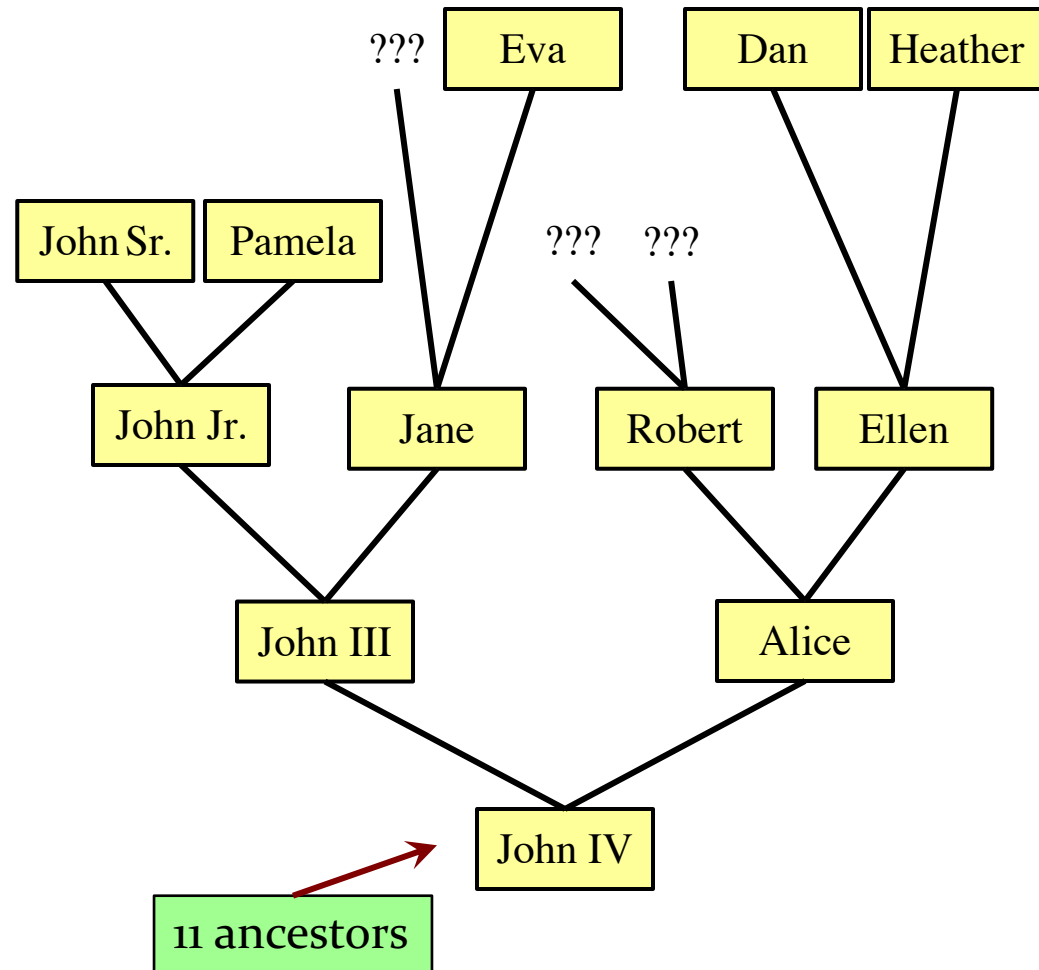 ??? Eva Dan Heather
John Sr. Pamela ??? ???
John Jr. Jane Robert Ellen
John III Alice
John IV
11 ancestors